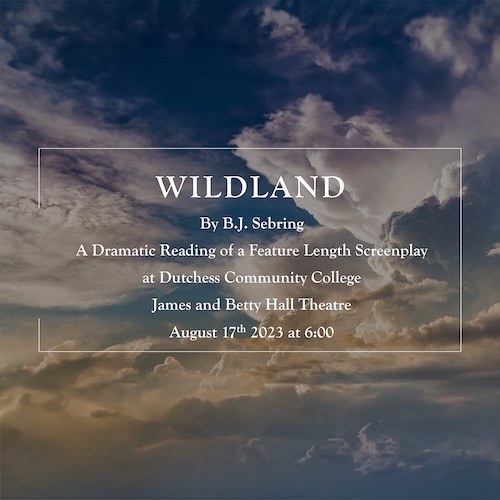 WILDLAND
By B.J. Sebring
A Dramatic Reading of a Feature Length Screenplay
at Dutchess Community College
James and Betty Hall Theatre
August 17th 2023 at 6:00